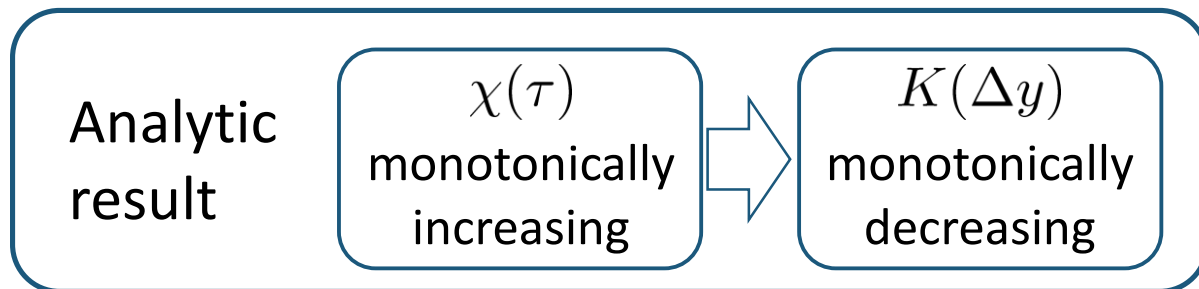 Analytic
result
χ(τ)
monotonically
increasing
K(Δy)
monotonically
decreasing